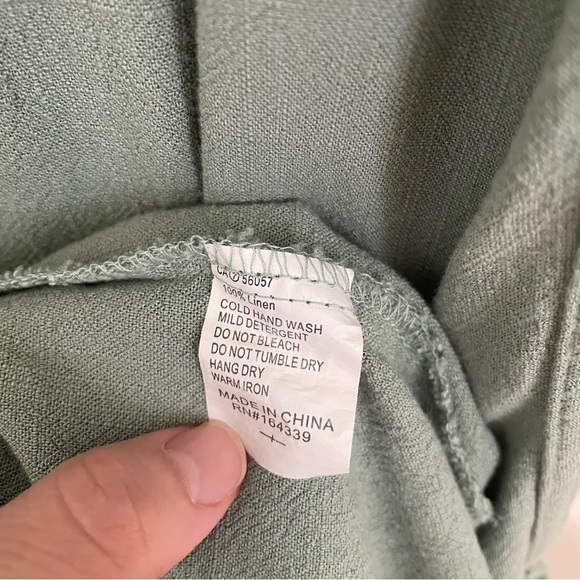 CA(Z) 56057
100% Linen
COLD HAND WASH
MILD DETERGENT
DO NOT BLEACH
DO NOT TUMBLE DRY
HANG DRY
WARM IRON
MADE IN CHINA
RN#164339